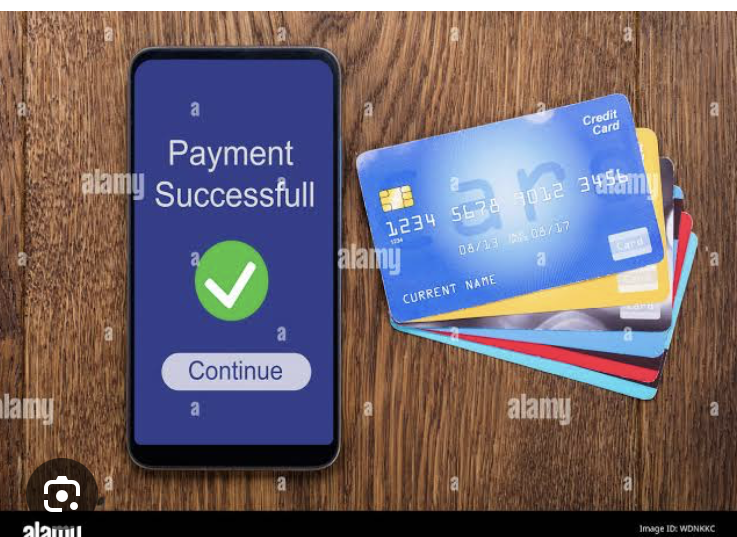 Payment
Successfull
Continue
Credit
Card
1234 5678 9012 3456
1234
08/13 08/17
CURRENT NAME
Card
alamy
alamy
alamy
alamy
alamy
alamy
Image ID: WDNKKC